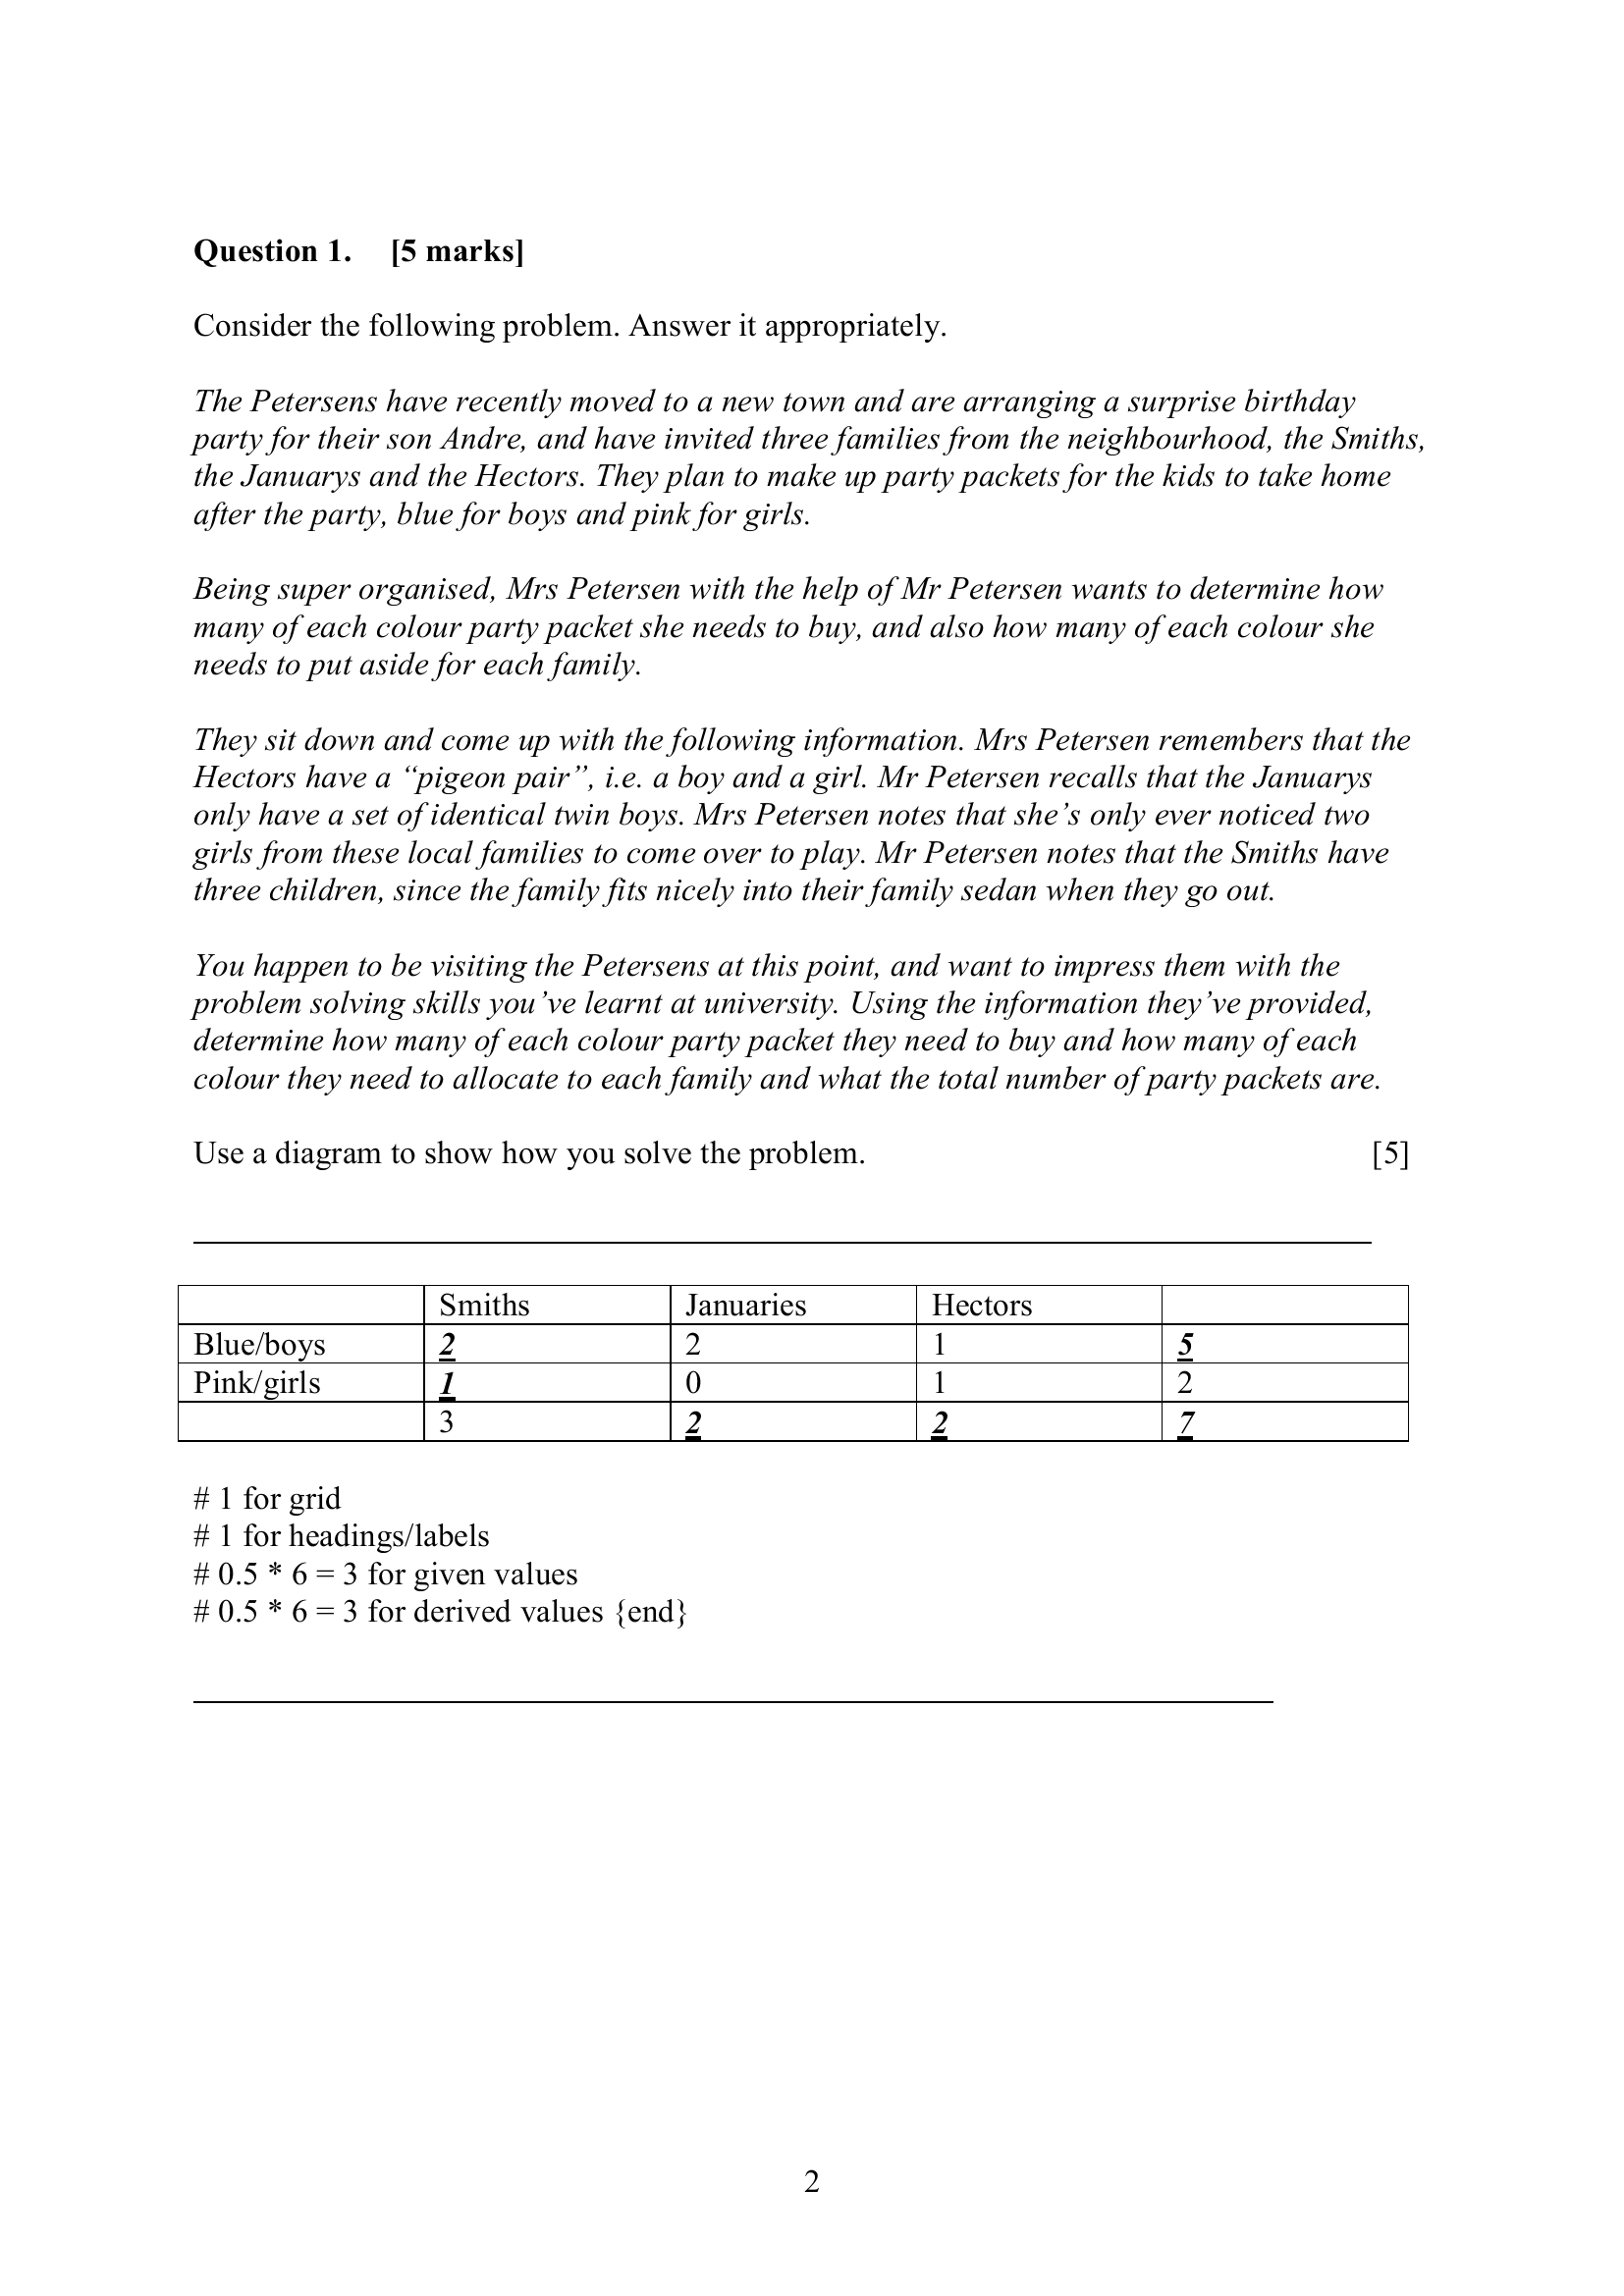 Question 1. [5 marks]
Consider the following problem. Answer it appropriately.
The Petersens have recently moved to a new town and are arranging a surprise birthday
party for their son Andre, and have invited three families from the neighbourhood, the Smiths,
the Januarys and the Hectors. They plan to make up party packets for the kids to take home
after the party, blue for boys and pink for girls.
Being super organised, Mrs Petersen with the help of Mr Petersen wants to determine how
many of each colour party packet she needs to buy, and also how many of each colour she
needs to put aside for each family.
They sit down and come up with the following information. Mrs Petersen remembers that the
Hectors have a “pigeon pair”, i.e. a boy and a girl. Mr Petersen recalls that the Januarys
only have a set of identical twin boys. Mrs Petersen notes that she’s only ever noticed two
girls from these local families to come over to play. Mr Petersen notes that the Smiths have
three children, since the family fits nicely into their family sedan when they go out.
You happen to be visiting the Petersens at this point, and want to impress them with the
problem solving skills you’ve learnt at university. Using the information they’ve provided,
determine how many of each colour party packet they need to buy and how many of each
colour they need to allocate to each family and what the total number of party packets are.
Use a diagram to show how you solve the problem. [5]
Smiths Januaries Hectors
Blue/boys 2 2 1 5
Pink/girls 1 0 1 2
3 2 2 7
# 1 for grid
# 1 for headings/labels
# 0.5 * 6 = 3 for given values
# 0.5 * 6 = 3 for derived values {end}
2